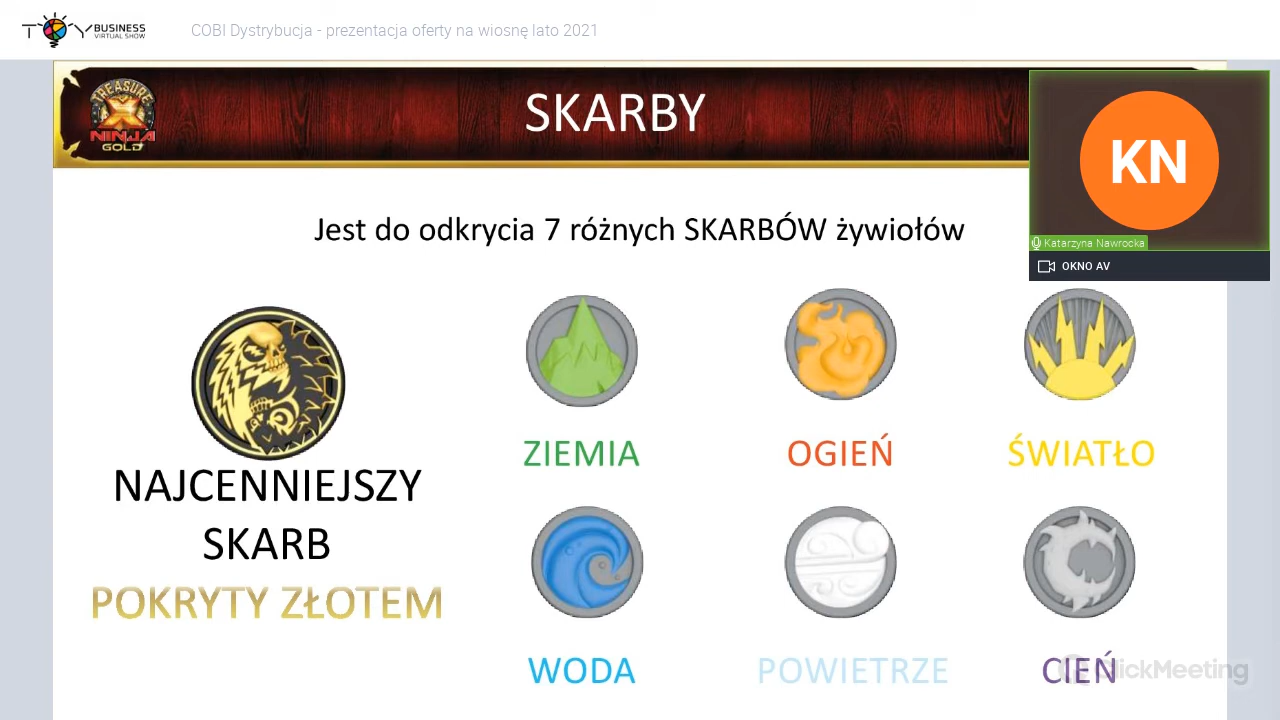 TOY BUSINESS
VIRTUAL SHOW
COBI Dystrybucja - prezentacja oferty na wiosnę lato 2021
TREASURE
X
NINJA
GOLD
SKARBY
KN
Katarzyna Nawrocka
OKNO AV
Jest do odkrycia 7 różnych SKARBÓW żywiołów
NAJCENNIEJSZY
SKARB
POKRYTY ZŁOTEM
ZIEMIA
OGIEŃ
ŚWIATŁO
WODA
POWIETRZE
CIEŃ
ClickMeeting